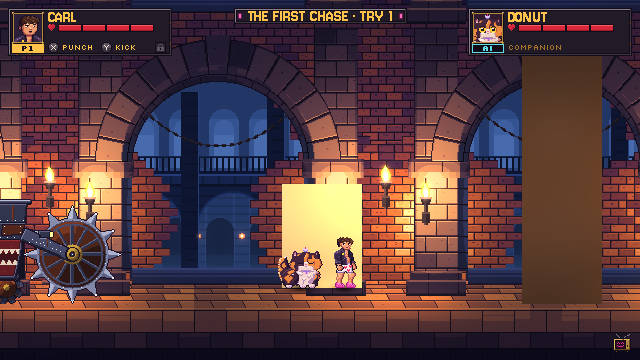 CARL
P1
X PUNCH Y KICK
THE FIRST CHASE · TRY 1
DONUT
AI
COMPANION